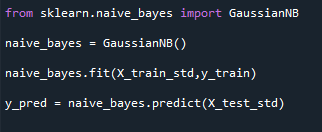 from sklearn.naive_bayes import GaussianNB
naive_bayes = GaussianNB()
naive_bayes.fit(X_train_std,y_train)
y_pred = naive_bayes.predict(X_test_std)